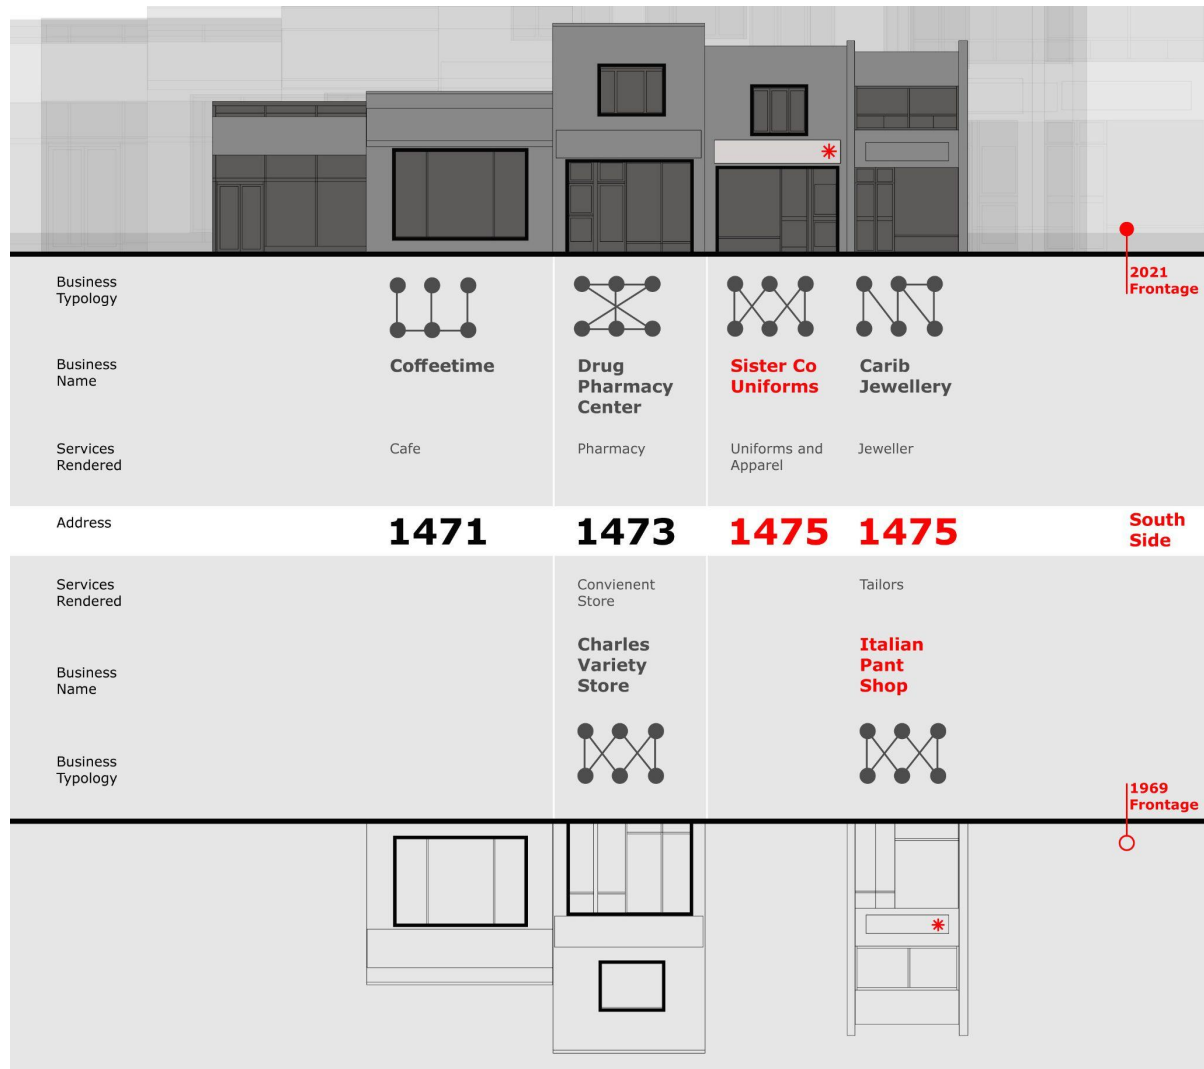 2021
Frontage
Business
Typology
Business
Name
Coffeetime
Drug
Pharmacy
Center
Sister Co
Uniforms
Carib
Jewellery
Services
Rendered
Cafe
Pharmacy
Uniforms and
Apparel
Jeweller
Address
1471
1473
1475
1475
South
Side
Services
Rendered
Convienent
Store
Tailors
Business
Name
Charles
Variety
Store
Italian
Pant
Shop
Business
Typology
1969
Frontage